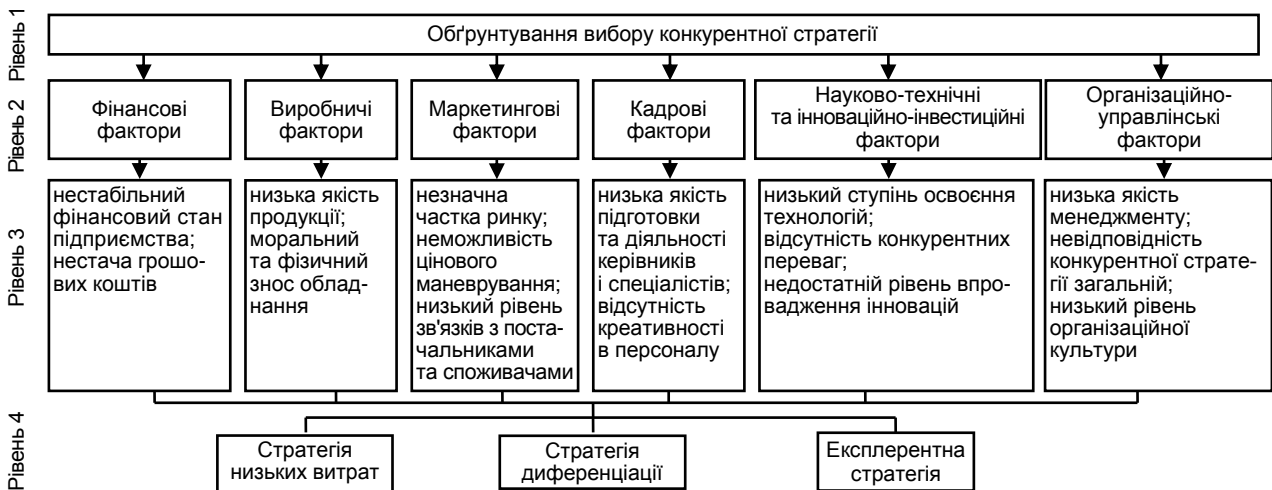 Рівень 1
Обґрунтування вибору конкурентної стратегії
Рівень 2
Фінансові
фактори
Виробничі
фактори
Маркетингові
фактори
Кадрові
фактори
Науково-технічні
та інноваційно-інвестиційні
фактори
Організаційно-
управлінські
фактори
Рівень 3
нестабільний
фінансовий стан
підприємства;
нестача грошо-
вих коштів
низька якість
продукції;
моральний
та фізичний
знос облад-
нання
незначна
частка ринку;
неможливість
цінового
маневрування;
низький рівень
зв'язків з поста-
чальниками
та споживачами
низька якість
підготовки
та діяльності
керівників
і спеціалістів;
відсутність
креативності
в персоналу
низький ступінь освоєння
технологій;
відсутність конкурентних
переваг;
недостатній рівень впро-
вадження інновацій
низька якість
менеджменту;
невідповідність
конкурентної страте-
гії загальній;
низький рівень
організаційної
культури
Рівень 4
Стратегія
низьких витрат
Стратегія
диференціації
Експлерентна
стратегія